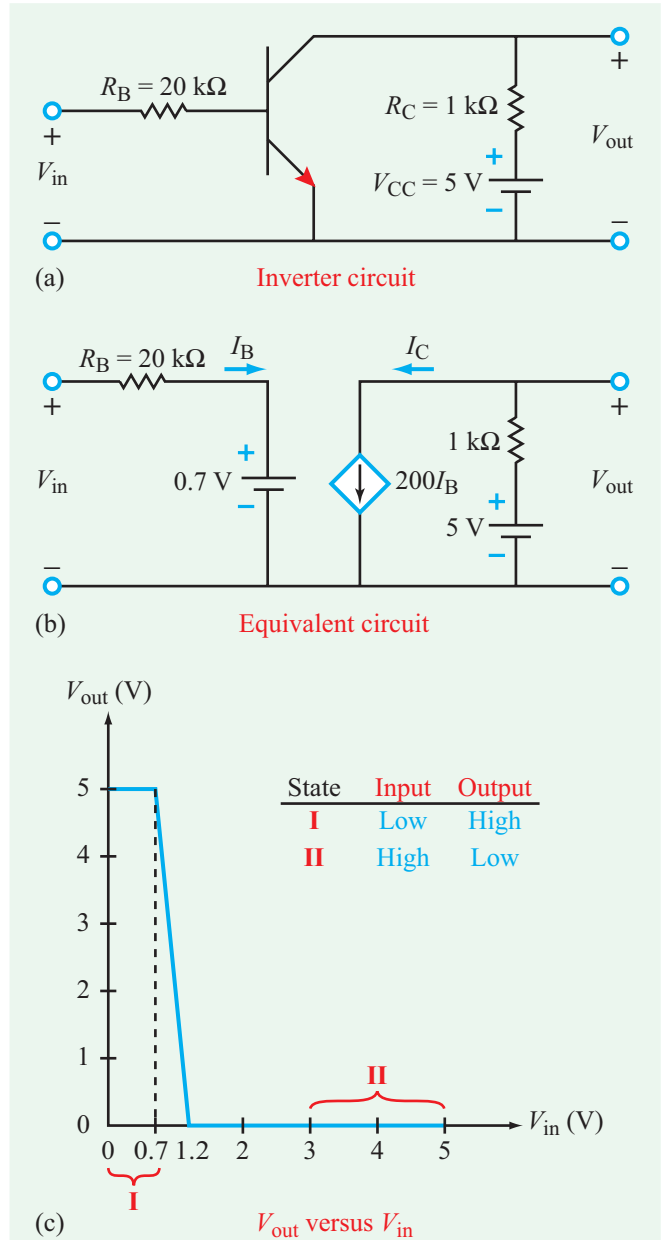 R_B = 20 kΩ
+
V_in
−
R_C = 1 kΩ
+
V_CC = 5 V
−
+
V_out
−
(a) Inverter circuit
R_B = 20 kΩ
I_B
I_C
+
V_in
−
+
0.7 V
−
200I_B
1 kΩ
+
5 V
−
+
V_out
−
(b) Equivalent circuit
V_out (V)
5
4
3
2
1
0
State Input Output
I Low High
II High Low
II
V_in (V)
0 0.7 1.2 2 3 4 5
I
(c) V_out versus V_in